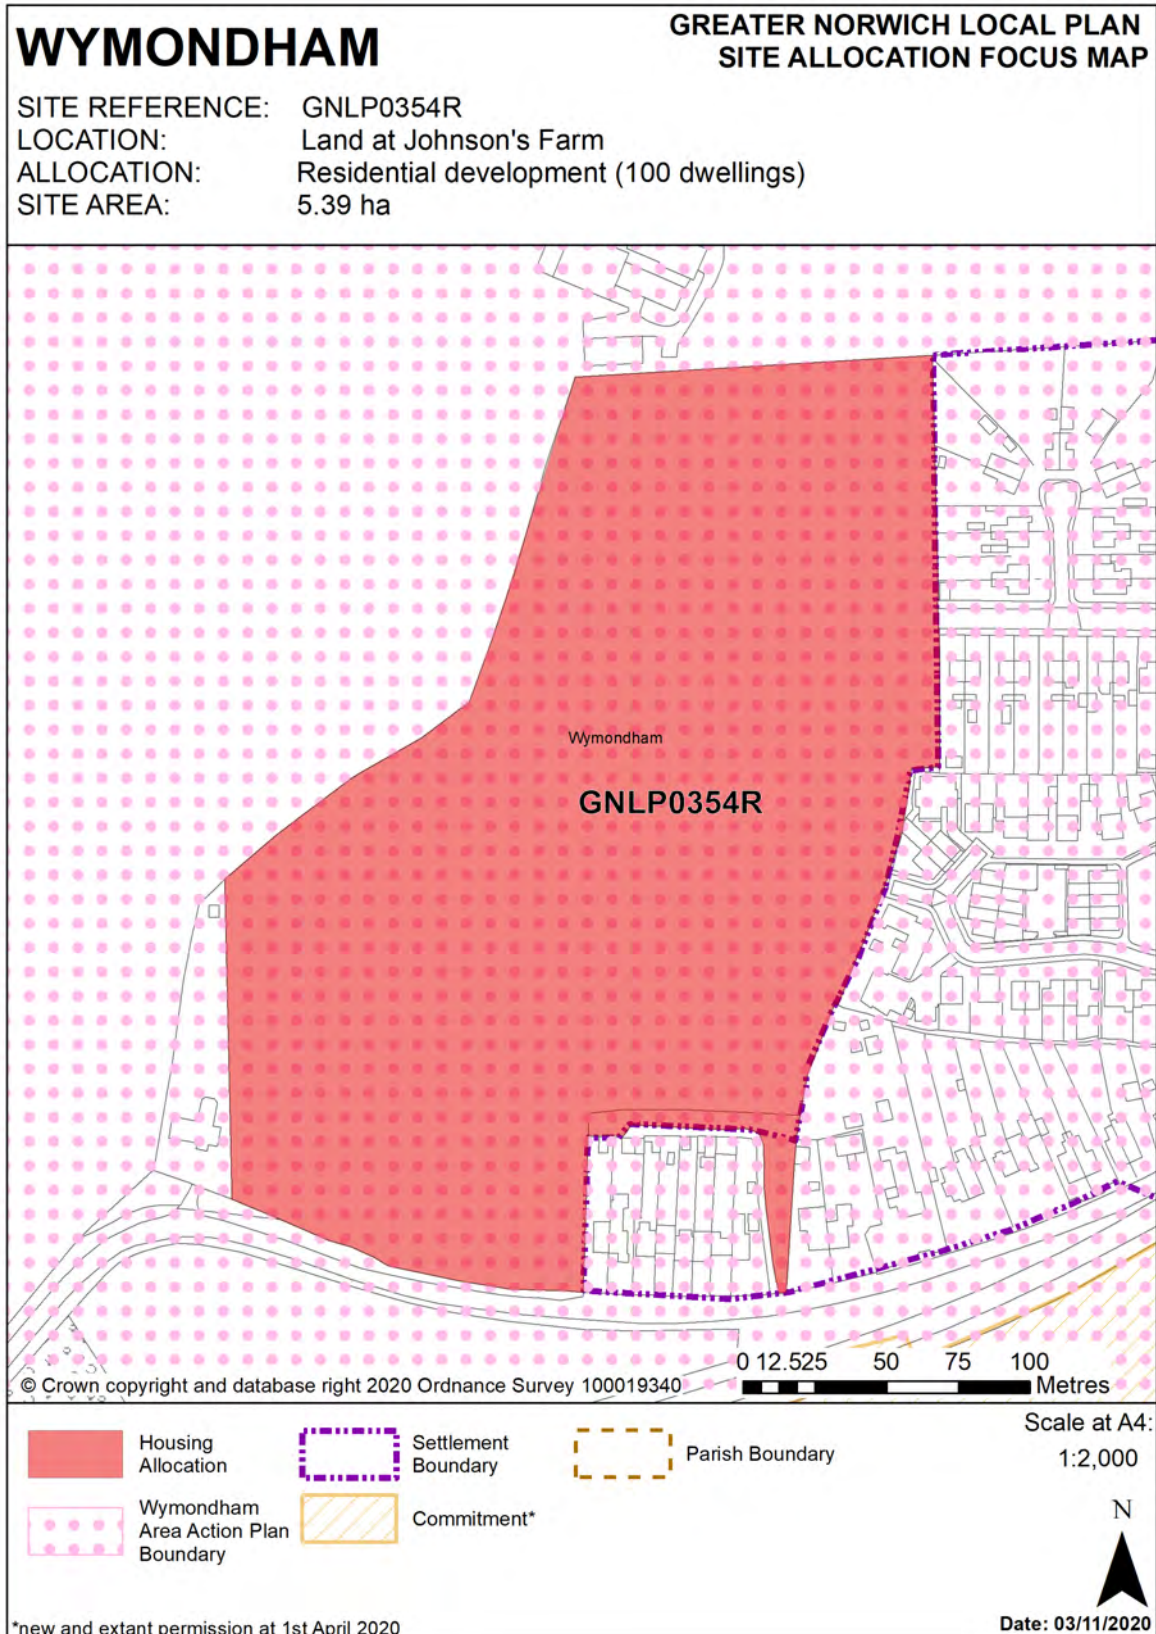 WYMONDHAM
GREATER NORWICH LOCAL PLAN
SITE ALLOCATION FOCUS MAP
SITE REFERENCE: GNLP0354R
LOCATION: Land at Johnson's Farm
ALLOCATION: Residential development (100 dwellings)
SITE AREA: 5.39 ha
Wymondham
GNLP0354R
0 12.525 50 75 100
Metres
© Crown copyright and database right 2020 Ordnance Survey 100019340
Housing
Allocation
Settlement
Boundary
Parish Boundary
Wymondham
Area Action Plan
Boundary
Commitment*
Scale at A4:
1:2,000
N
*new and extant permission at 1st April 2020
Date: 03/11/2020